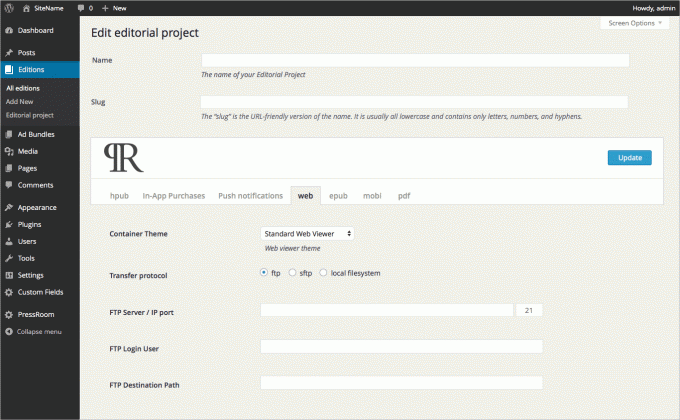 SiteName 0 New Howdy, admin
Screen Options
Dashboard
Posts
Editions
All editions
Add New
Editorial project
Ad Bundles
Media
Pages
Comments
Appearance
Plugins
Users
Tools
Settings
Custom Fields
PressRoom
Collapse menu
Edit editorial project
Name
The name of your Editorial Project
Slug
The "slug" is the URL-friendly version of the name. It is usually all lowercase and contains only letters, numbers, and hyphens.
Update
hpub In-App Purchases Push notifications web epub mobi pdf
Container Theme Standard Web Viewer
Web viewer theme
Transfer protocol ftp sftp local filesystem
FTP Server / IP port 21
FTP Login User
FTP Destination Path